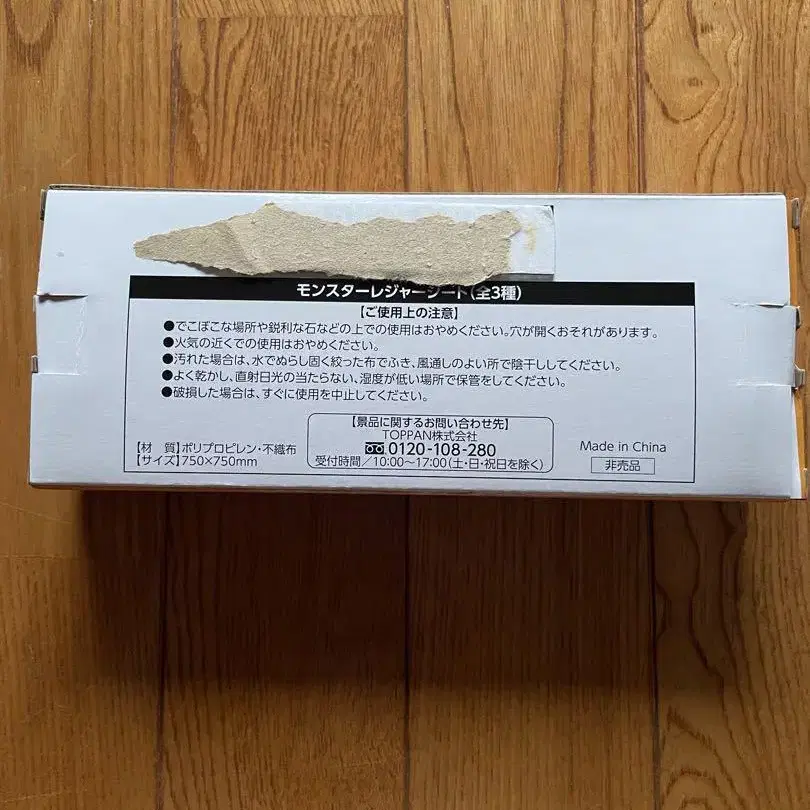 モンスターレジャーシート(全3種)
【ご使用上の注意】
●でこぼこな場所や鋭利な石などの上での使用はおやめください。穴が開くおそれがあります。
●火気の近くでの使用はおやめください。
●汚れた場合は、水でぬらし固く絞った布でふき、風通しのよい所で陰干ししてください。
●よく乾かし、直射日光の当たらない、湿度が低い場所で保管をしてください。
●破損した場合は、すぐに使用を中止してください。
【材 質】ポリプロピレン・不織布
【サイズ】750×750mm
【景品に関するお問い合わせ先】
TOPPAN株式会社
0120-108-280
受付時間/10:00〜17:00(土・日・祝日を除く)
Made in China
非売品